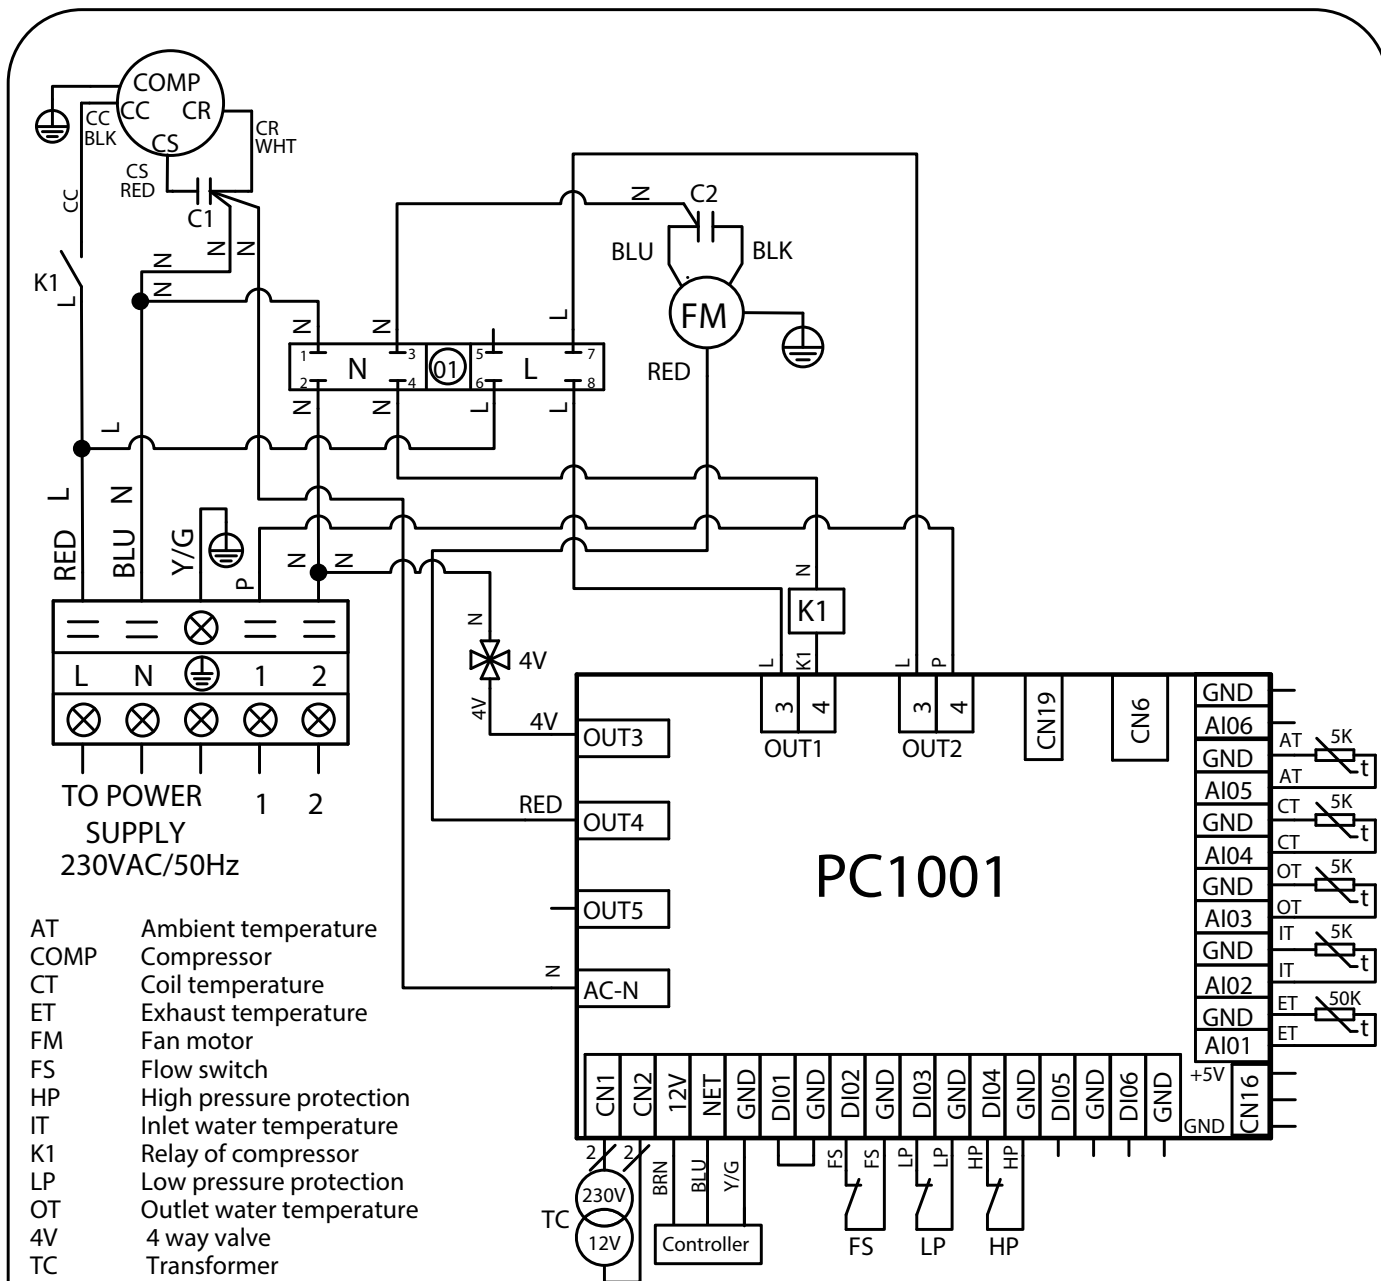 COMP
CC CR
CS
CC
BLK
CR
WHT
CS
RED
CC
C1
N
N
N
N
K1
L
N
C2
BLU
BLK
FM
RED
N
N
L
1 3 5 7
N 01 L
2 4 6 8
N
N
L
L
L
L
N
RED
BLU
Y/G
P
N
N
N
4V
4V
4V
L N 1 2
TO POWER
SUPPLY
230VAC/50Hz
1
2
N
K1
L
K1
L
P
3 4
OUT1
3 4
OUT2
CN19
CN6
OUT3
RED
OUT4
OUT5
N
AC-N
PC1001
GND
AI06
GND
AI05
GND
AI04
GND
AI03
GND
AI02
GND
AI01
AT
AT
5K
t
CT
CT
5K
t
OT
OT
5K
t
IT
IT
5K
t
ET
ET
50K
t
+5V
GND
CN16
CN1
CN2
12V
NET
GND
DI01
GND
DI02
GND
DI03
GND
DI04
GND
DI05
GND
DI06
GND
2
2
TC
230V
12V
BRN
BLU
Y/G
Controller
FS
FS
FS
LP
LP
LP
HP
HP
HP
AT Ambient temperature
COMP Compressor
CT Coil temperature
ET Exhaust temperature
FM Fan motor
FS Flow switch
HP High pressure protection
IT Inlet water temperature
K1 Relay of compressor
LP Low pressure protection
OT Outlet water temperature
4V 4 way valve
TC Transformer